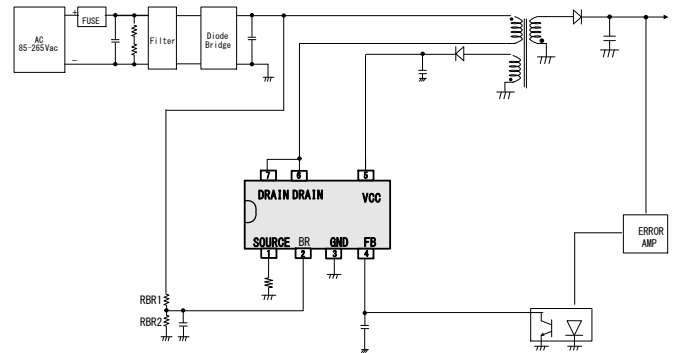 AC
85-265Vac
+
-
FUSE
Filter
Diode
Bridge
7
6
5
DRAIN DRAIN
VCC
SOURCE BR GND FB
1
2
3
4
RBR1
RBR2
ERROR
AMP